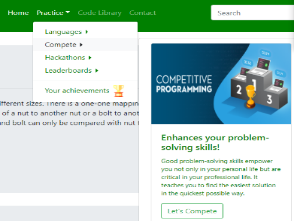 Home Practice Code Library Contact
Search
Languages
Compete
Hackathons
Leaderboards
Your achievements
ifferent sizes. There is a one-one mappin
of a nut to another nut or a bolt to anot
and bolt can only be compared with nut t
COMPETITIVE
PROGRAMMING
2 1 3
Enhances your problem-
solving skills!
Good problem-solving skills empower
you not only in your personal life but are
critical in your professional life. It
teaches you to find the easiest solution
in the quickest possible way.
Let's Compete